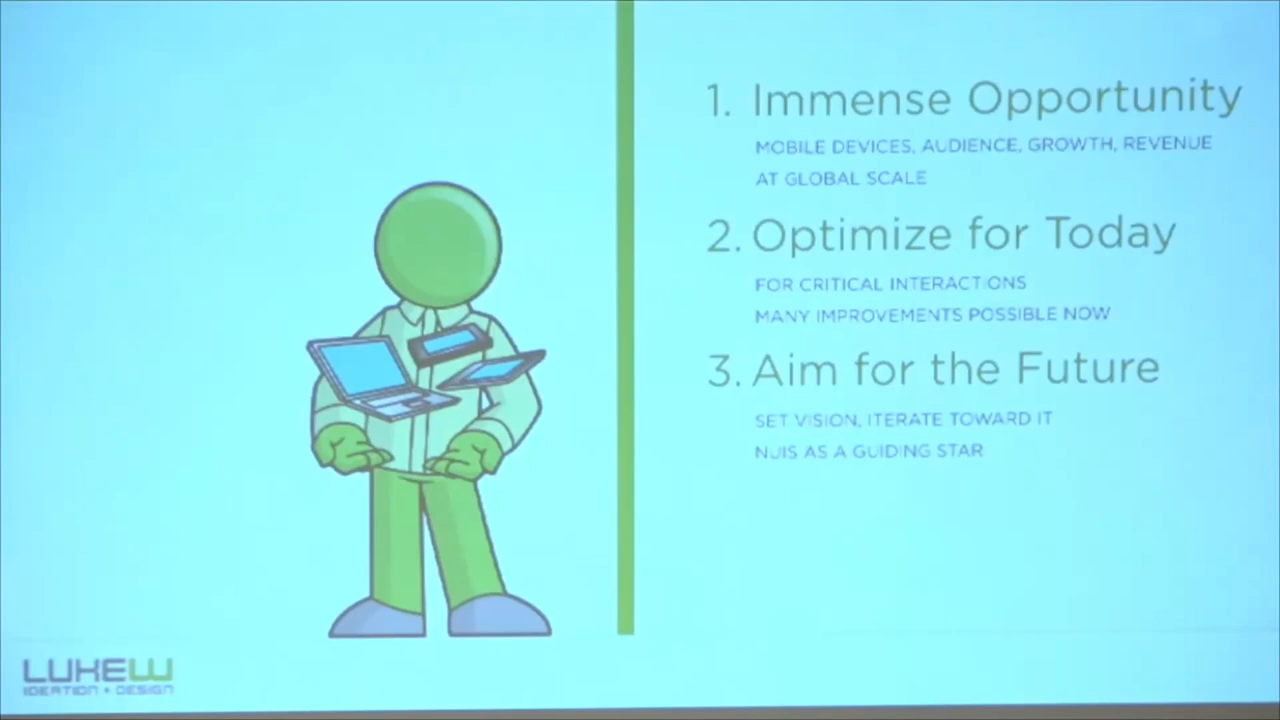 1. Immense Opportunity
MOBILE DEVICES, AUDIENCE, GROWTH, REVENUE
AT GLOBAL SCALE
2. Optimize for Today
FOR CRITICAL INTERACTIONS
MANY IMPROVEMENTS POSSIBLE NOW
3. Aim for the Future
SET VISION, ITERATE TOWARD IT
NUIS AS A GUIDING STAR
LUKEW
IDEATION + DESIGN